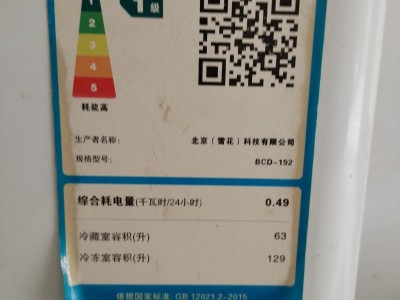 1
1级
2
3
4
5
耗能高
生产者名称: 北京(雪花)科技有限公司
规格型号: BCD-192
综合耗电量(千瓦时/24小时) 0.49
冷藏室容积(升) 63
冷冻室容积(升) 129
依据国家标准 GB 12021.2-2015